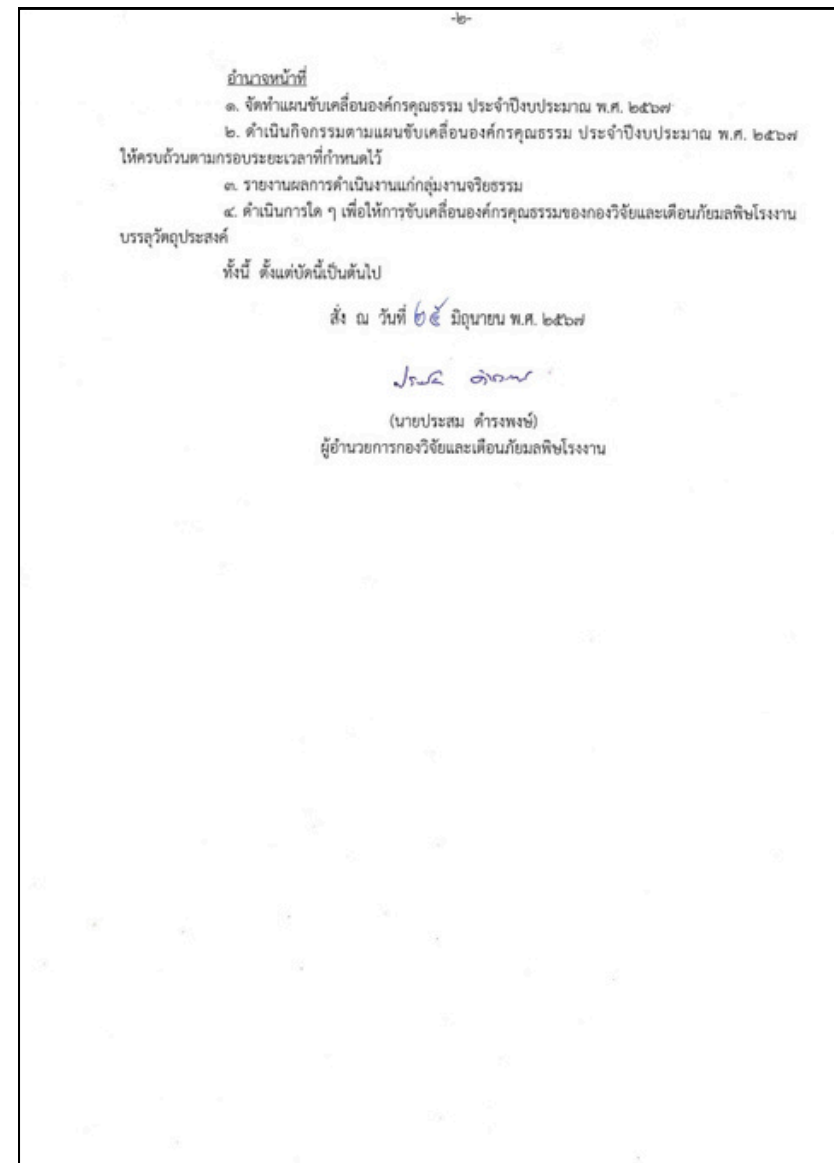 -๒-
อำนาจหน้าที่
๑. จัดทำแผนขับเคลื่อนองค์กรคุณธรรม ประจำปีงบประมาณ พ.ศ. ๒๕๖๗
๒. ดำเนินกิจกรรมตามแผนขับเคลื่อนองค์กรคุณธรรม ประจำปีงบประมาณ พ.ศ. ๒๕๖๗
ให้ครบถ้วนตามกรอบระยะเวลาที่กำหนดไว้
๓. รายงานผลการดำเนินงานแก่กลุ่มงานจริยธรรม
๔. ดำเนินการใด ๆ เพื่อให้การขับเคลื่อนองค์กรคุณธรรมของกองวิจัยและเตือนภัยมลพิษโรงงาน
บรรลุวัตถุประสงค์
ทั้งนี้ ตั้งแต่บัดนี้เป็นต้นไป
สั่ง ณ วันที่ ๒๕ มิถุนายน พ.ศ. ๒๕๖๗
(นายประสม ดำรงพงษ์)
ผู้อำนวยการกองวิจัยและเตือนภัยมลพิษโรงงาน